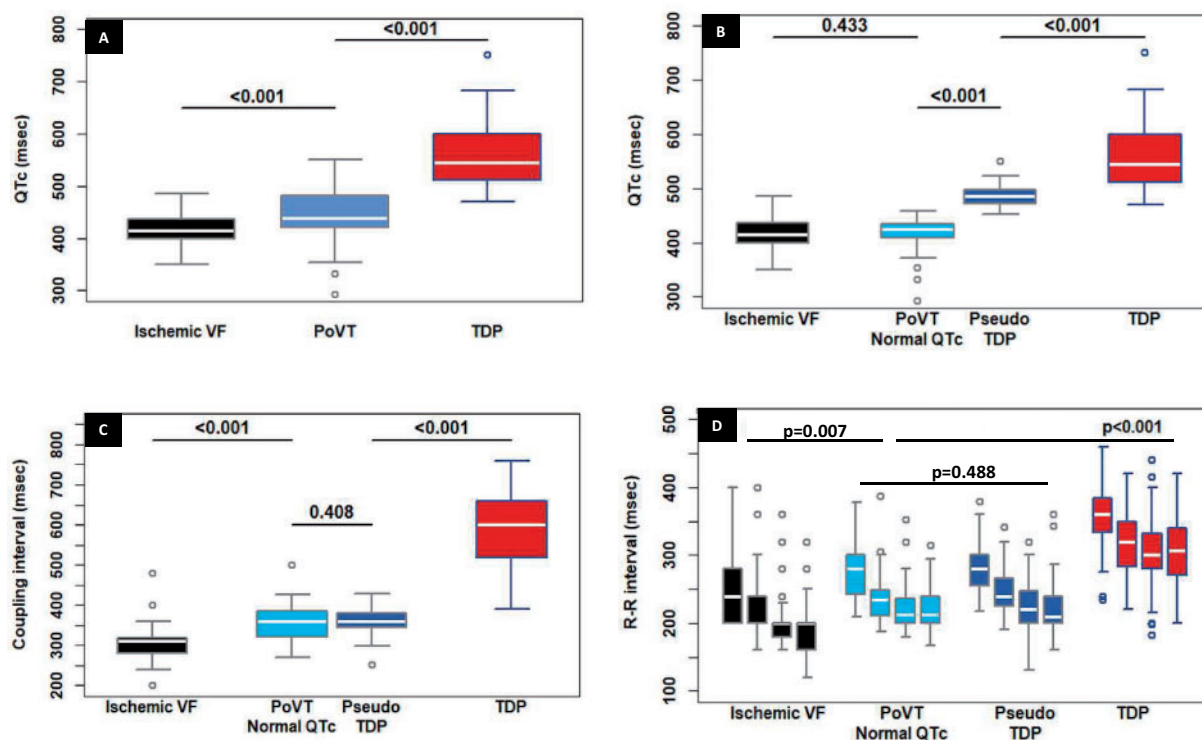 A
QTc (msec)
800
700
600
500
400
300
<0.001
<0.001
Ischemic VF
PoVT
TDP
B
QTc (msec)
800
700
600
500
400
300
0.433
<0.001
<0.001
Ischemic VF
PoVT
Normal QTc
Pseudo
TDP
TDP
C
Coupling interval (msec)
800
700
600
500
400
300
200
<0.001
<0.001
0.408
Ischemic VF
PoVT
Normal QTc
Pseudo
TDP
TDP
D
R-R interval (msec)
500
400
300
200
100
p=0.007
p<0.001
p=0.488
Ischemic VF
PoVT
Normal QTc
Pseudo
TDP
TDP